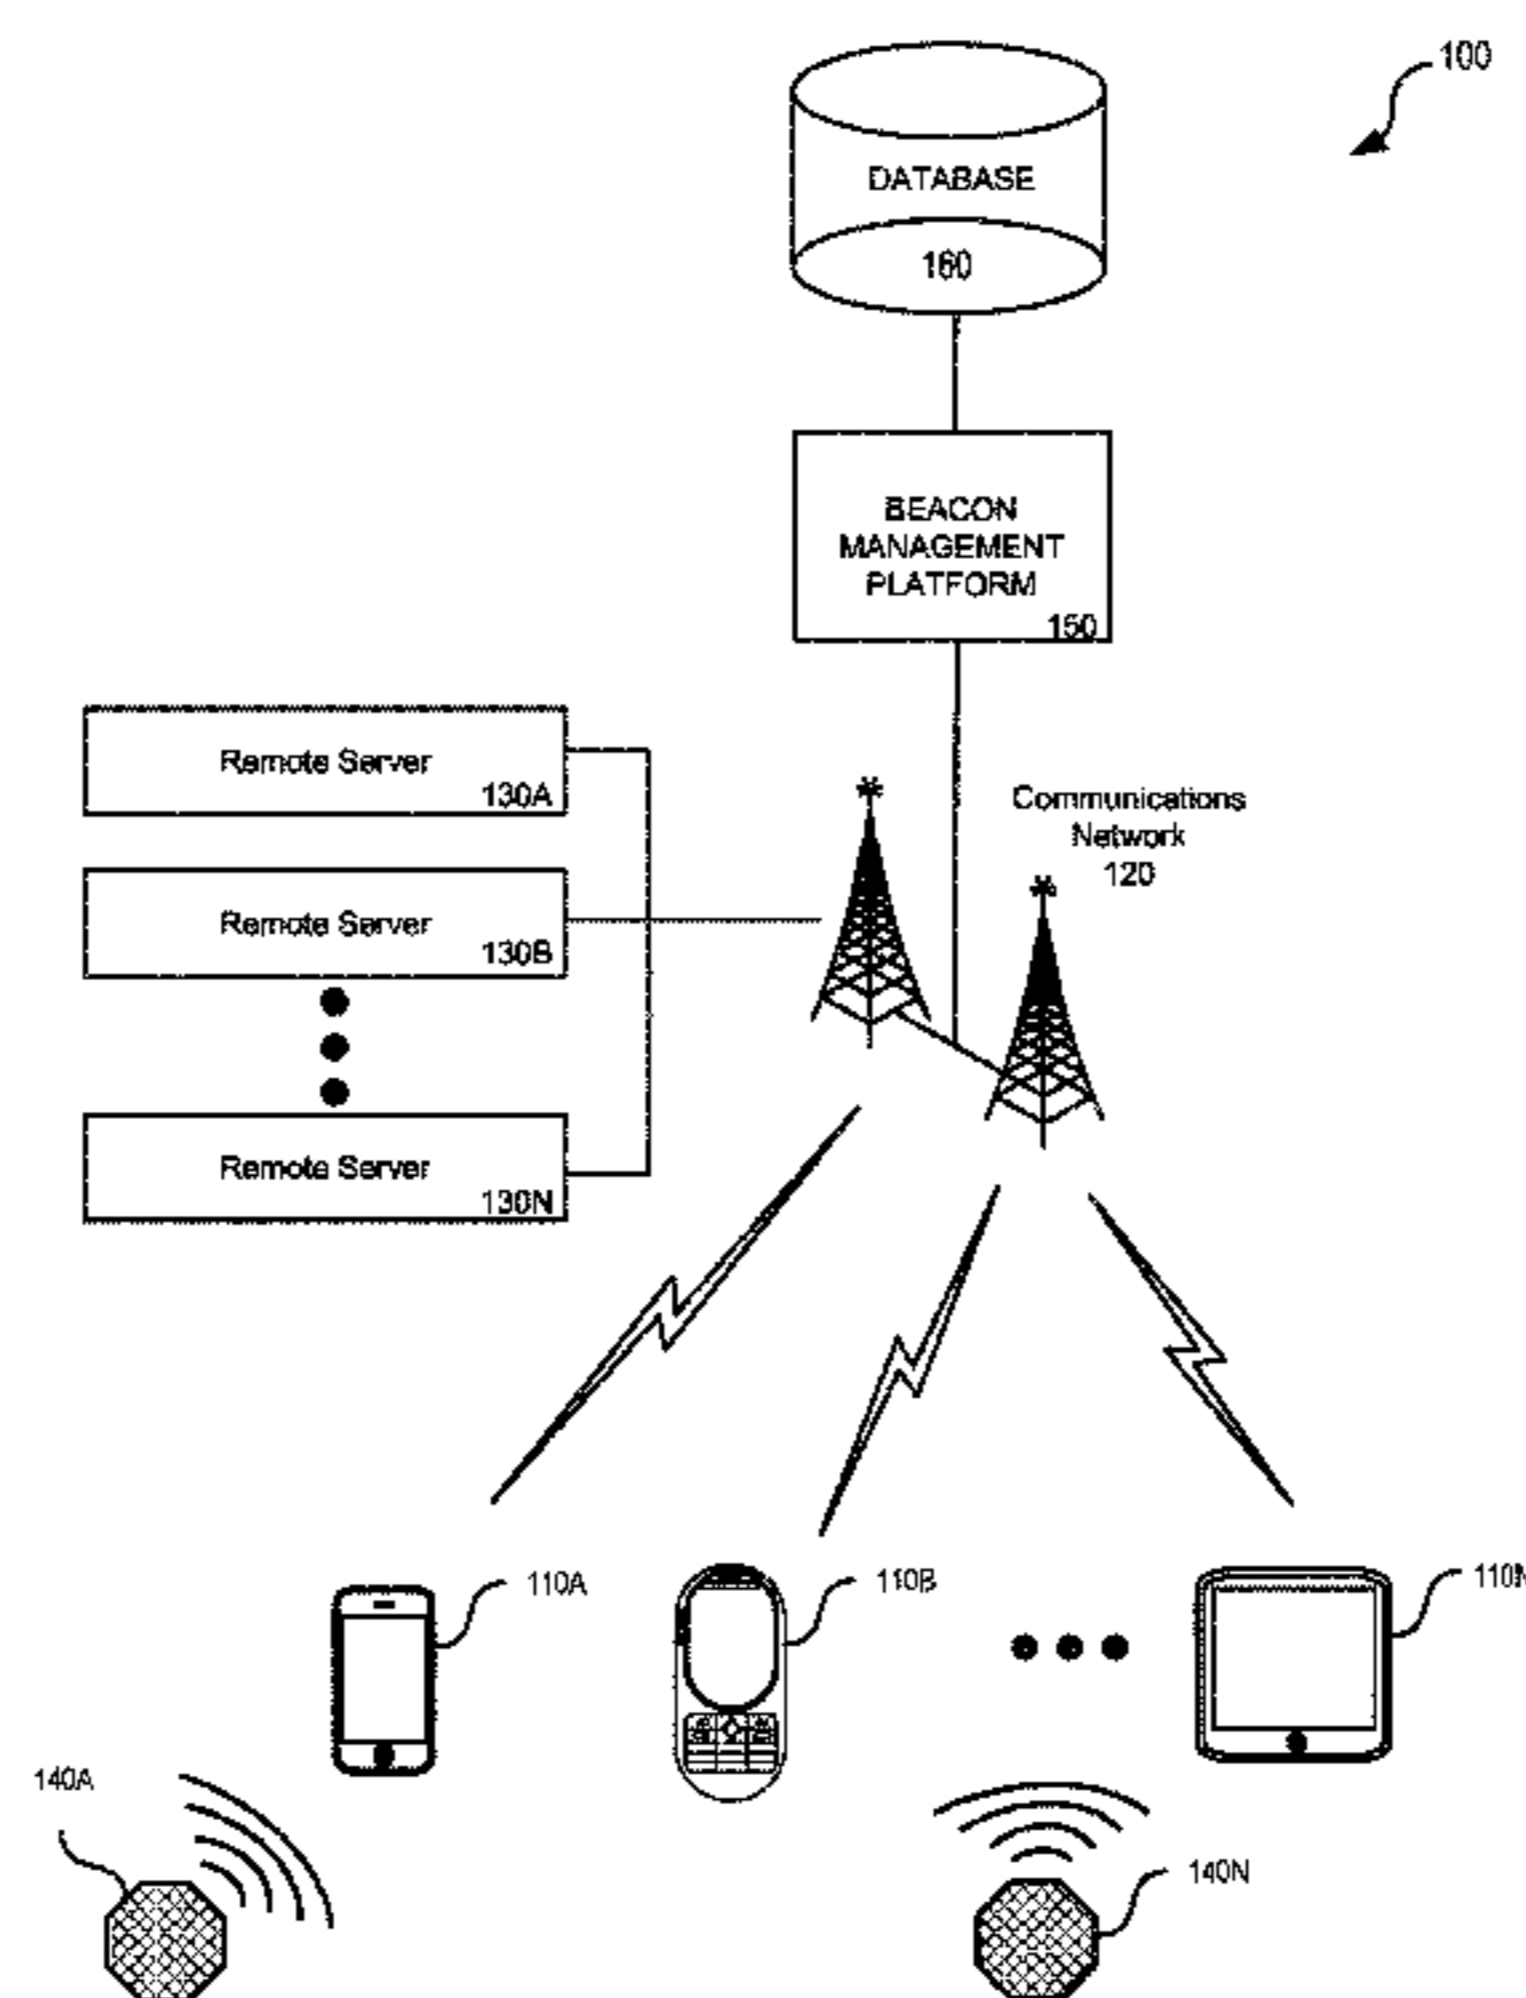 100
DATABASE
160
BEACON
MANAGEMENT
PLATFORM
150
Remote Server
130A
Communications
Network
120
Remote Server
130B
Remote Server
130N
110A
110B
110N
140A
140N